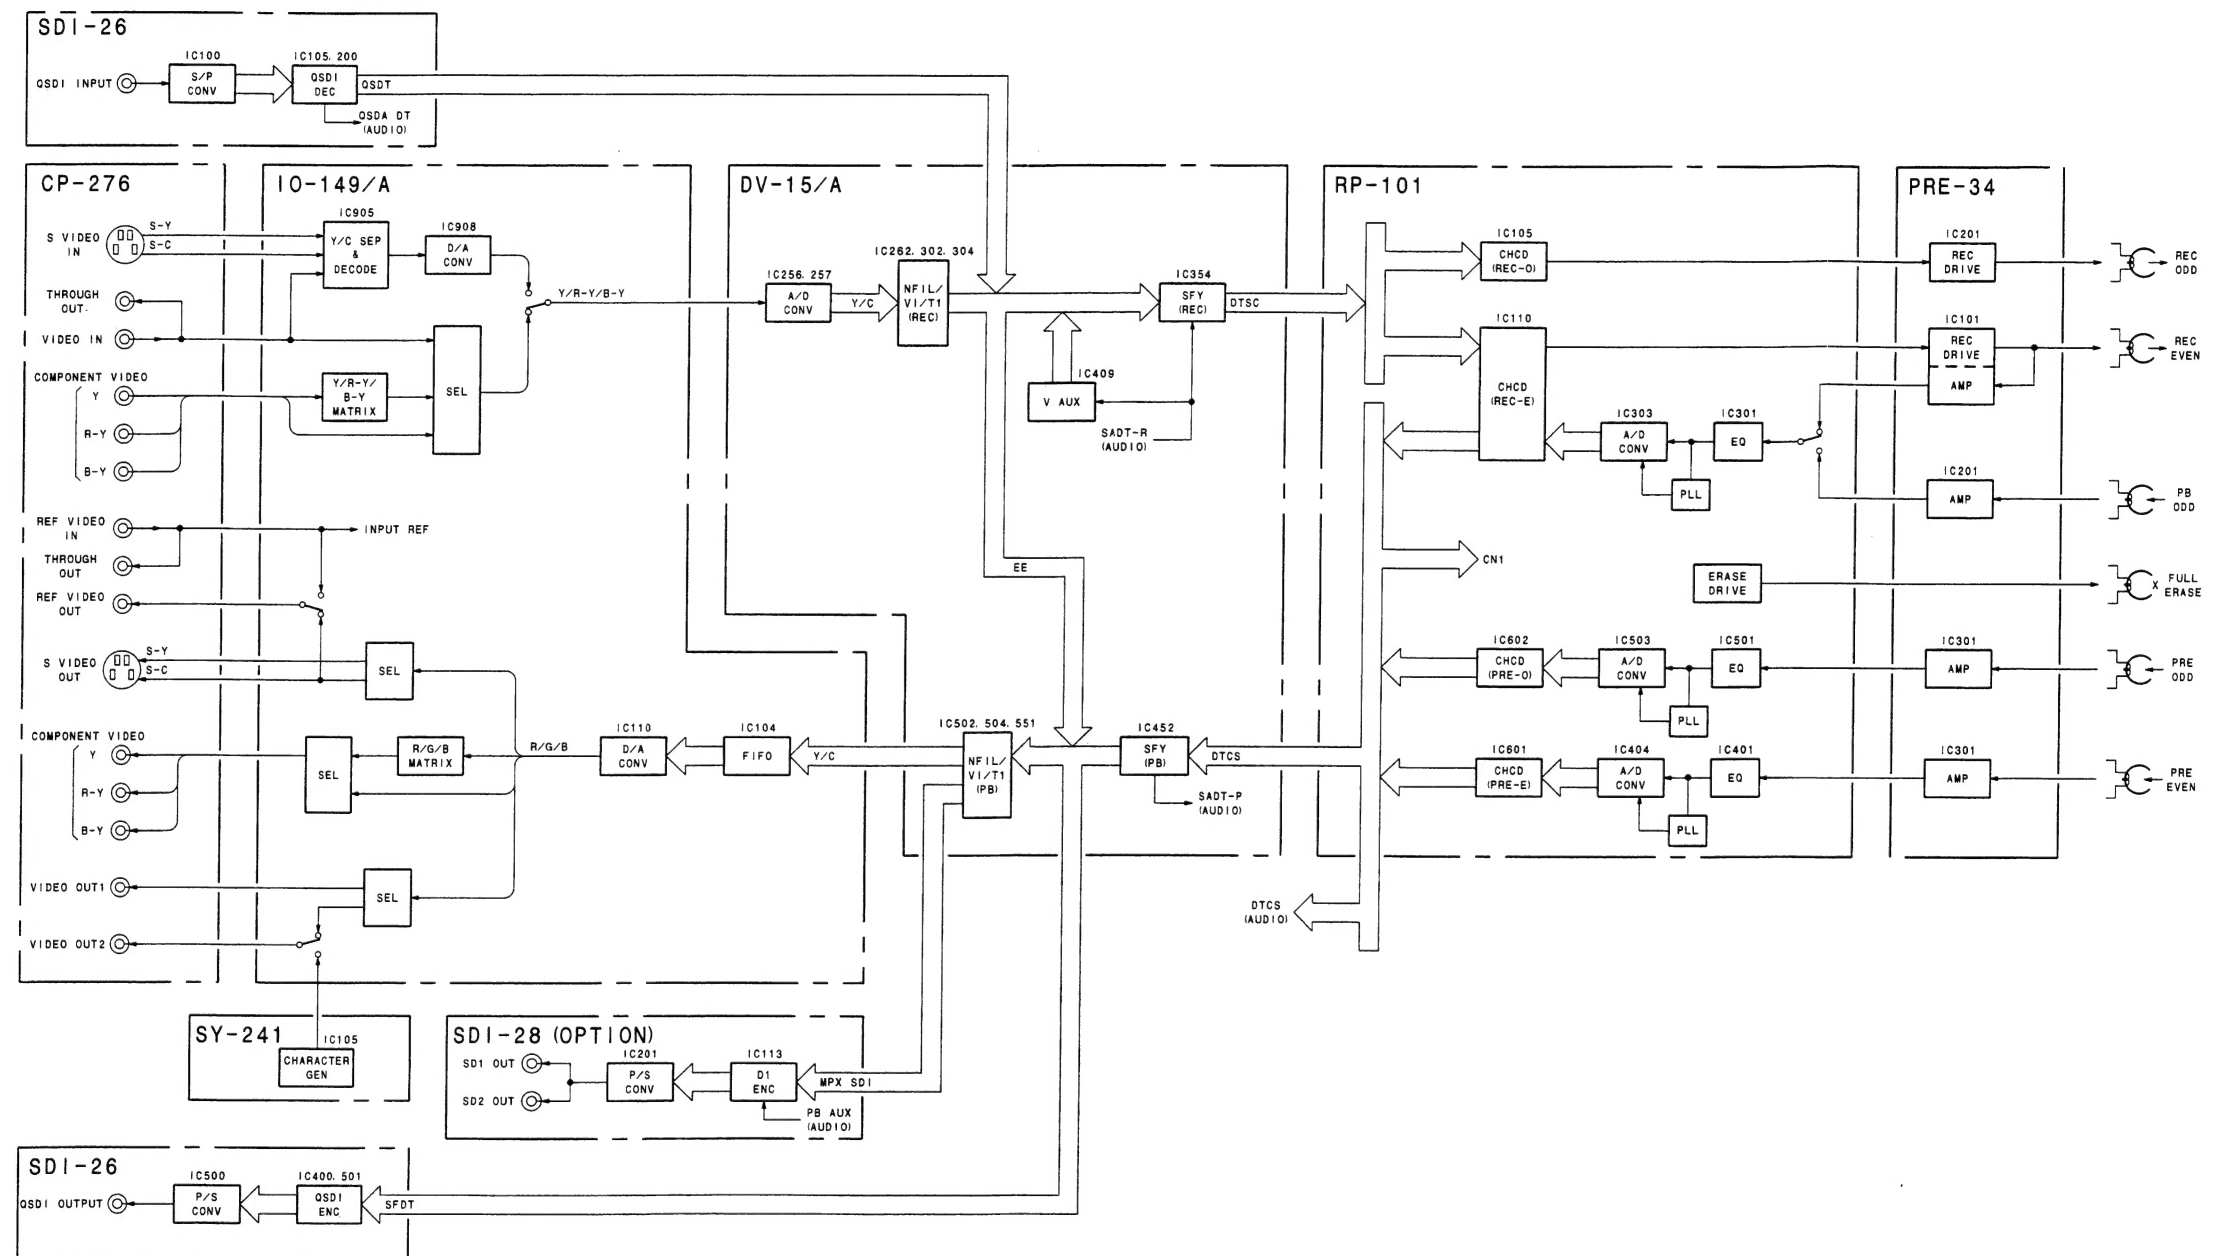 SDI-26
IC100
IC105. 200
QSDI INPUT
S/P
CONV
QSDI
DEC
QSDT
QSDA DT
(AUDIO)
CP-276
IO-149/A
DV-15/A
RP-101
PRE-34
S VIDEO
IN
S-Y
S-C
IC905
Y/C SEP
&
DECODE
IC908
D/A
CONV
THROUGH
OUT.
VIDEO IN
COMPONENT VIDEO
Y
R-Y
B-Y
Y/R-Y/
B-Y
MATRIX
SEL
Y/R-Y/B-Y
IC256. 257
A/D
CONV
Y/C
IC262. 302. 304
NFIL/
VI/T1
(REC)
IC354
SFY
(REC)
DTSC
IC409
V AUX
SADT-R
(AUDIO)
IC105
CHCD
(REC-O)
IC201
REC
DRIVE
REC
ODD
IC110
CHCD
(REC-E)
IC101
REC
DRIVE
AMP
REC
EVEN
IC303
A/D
CONV
IC301
EQ
PLL
IC201
AMP
PB
ODD
REF VIDEO
IN
INPUT REF
THROUGH
OUT
REF VIDEO
OUT
EE
CN1
ERASE
DRIVE
FULL
ERASE
X
S VIDEO
OUT
S-Y
S-C
SEL
IC602
CHCD
(PRE-O)
IC503
A/D
CONV
IC501
EQ
PLL
IC301
AMP
PRE
ODD
COMPONENT VIDEO
Y
R-Y
B-Y
SEL
R/G/B
MATRIX
R/G/B
IC110
D/A
CONV
IC104
FIFO
Y/C
IC502. 504. 551
NFIL/
VI/T1
(PB)
IC452
SFY
(PB)
DTCS
SADT-P
(AUDIO)
IC601
CHCD
(PRE-E)
IC404
A/D
CONV
IC401
EQ
PLL
IC301
AMP
PRE
EVEN
VIDEO OUT1
SEL
VIDEO OUT2
DTCS
(AUDIO)
SY-241
IC105
CHARACTER
GEN
SDI-28 (OPTION)
SD1 OUT
SD2 OUT
IC201
P/S
CONV
IC113
D1
ENC
MPX SDI
PB AUX
(AUDIO)
SDI-26
QSDI OUTPUT
IC500
P/S
CONV
IC400. 501
QSDI
ENC
SFDT